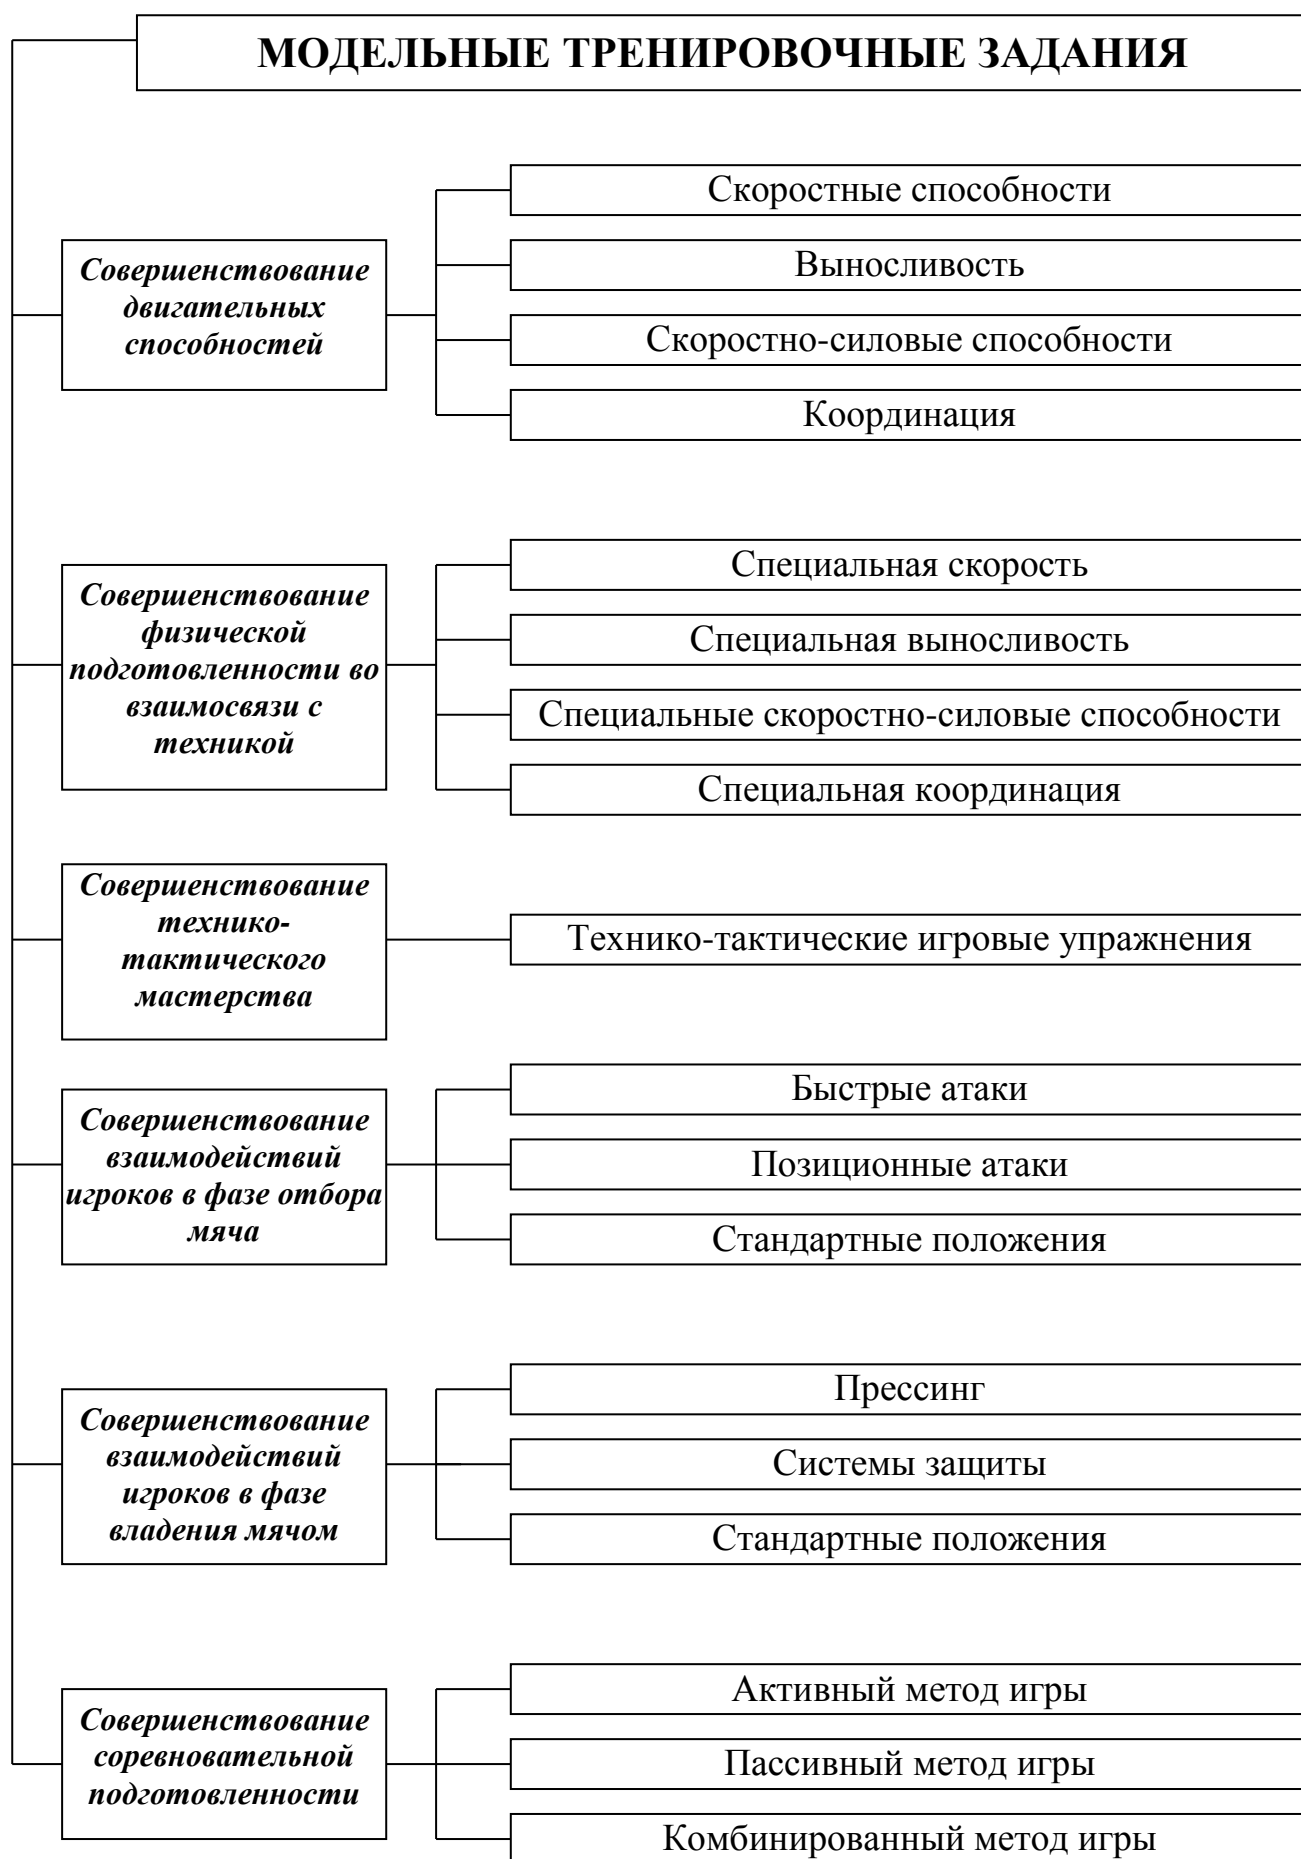 МОДЕЛЬНЫЕ ТРЕНИРОВОЧНЫЕ ЗАДАНИЯ
Совершенствование
двигательных
способностей
Скоростные способности
Выносливость
Скоростно-силовые способности
Координация
Совершенствование
физической
подготовленности во
взаимосвязи с
техникой
Специальная скорость
Специальная выносливость
Специальные скоростно-силовые способности
Специальная координация
Совершенствование
технико-
тактического
мастерства
Технико-тактические игровые упражнения
Совершенствование
взаимодействий
игроков в фазе отбора
мяча
Быстрые атаки
Позиционные атаки
Стандартные положения
Совершенствование
взаимодействий
игроков в фазе
владения мячом
Прессинг
Системы защиты
Стандартные положения
Совершенствование
соревновательной
подготовленности
Активный метод игры
Пассивный метод игры
Комбинированный метод игры